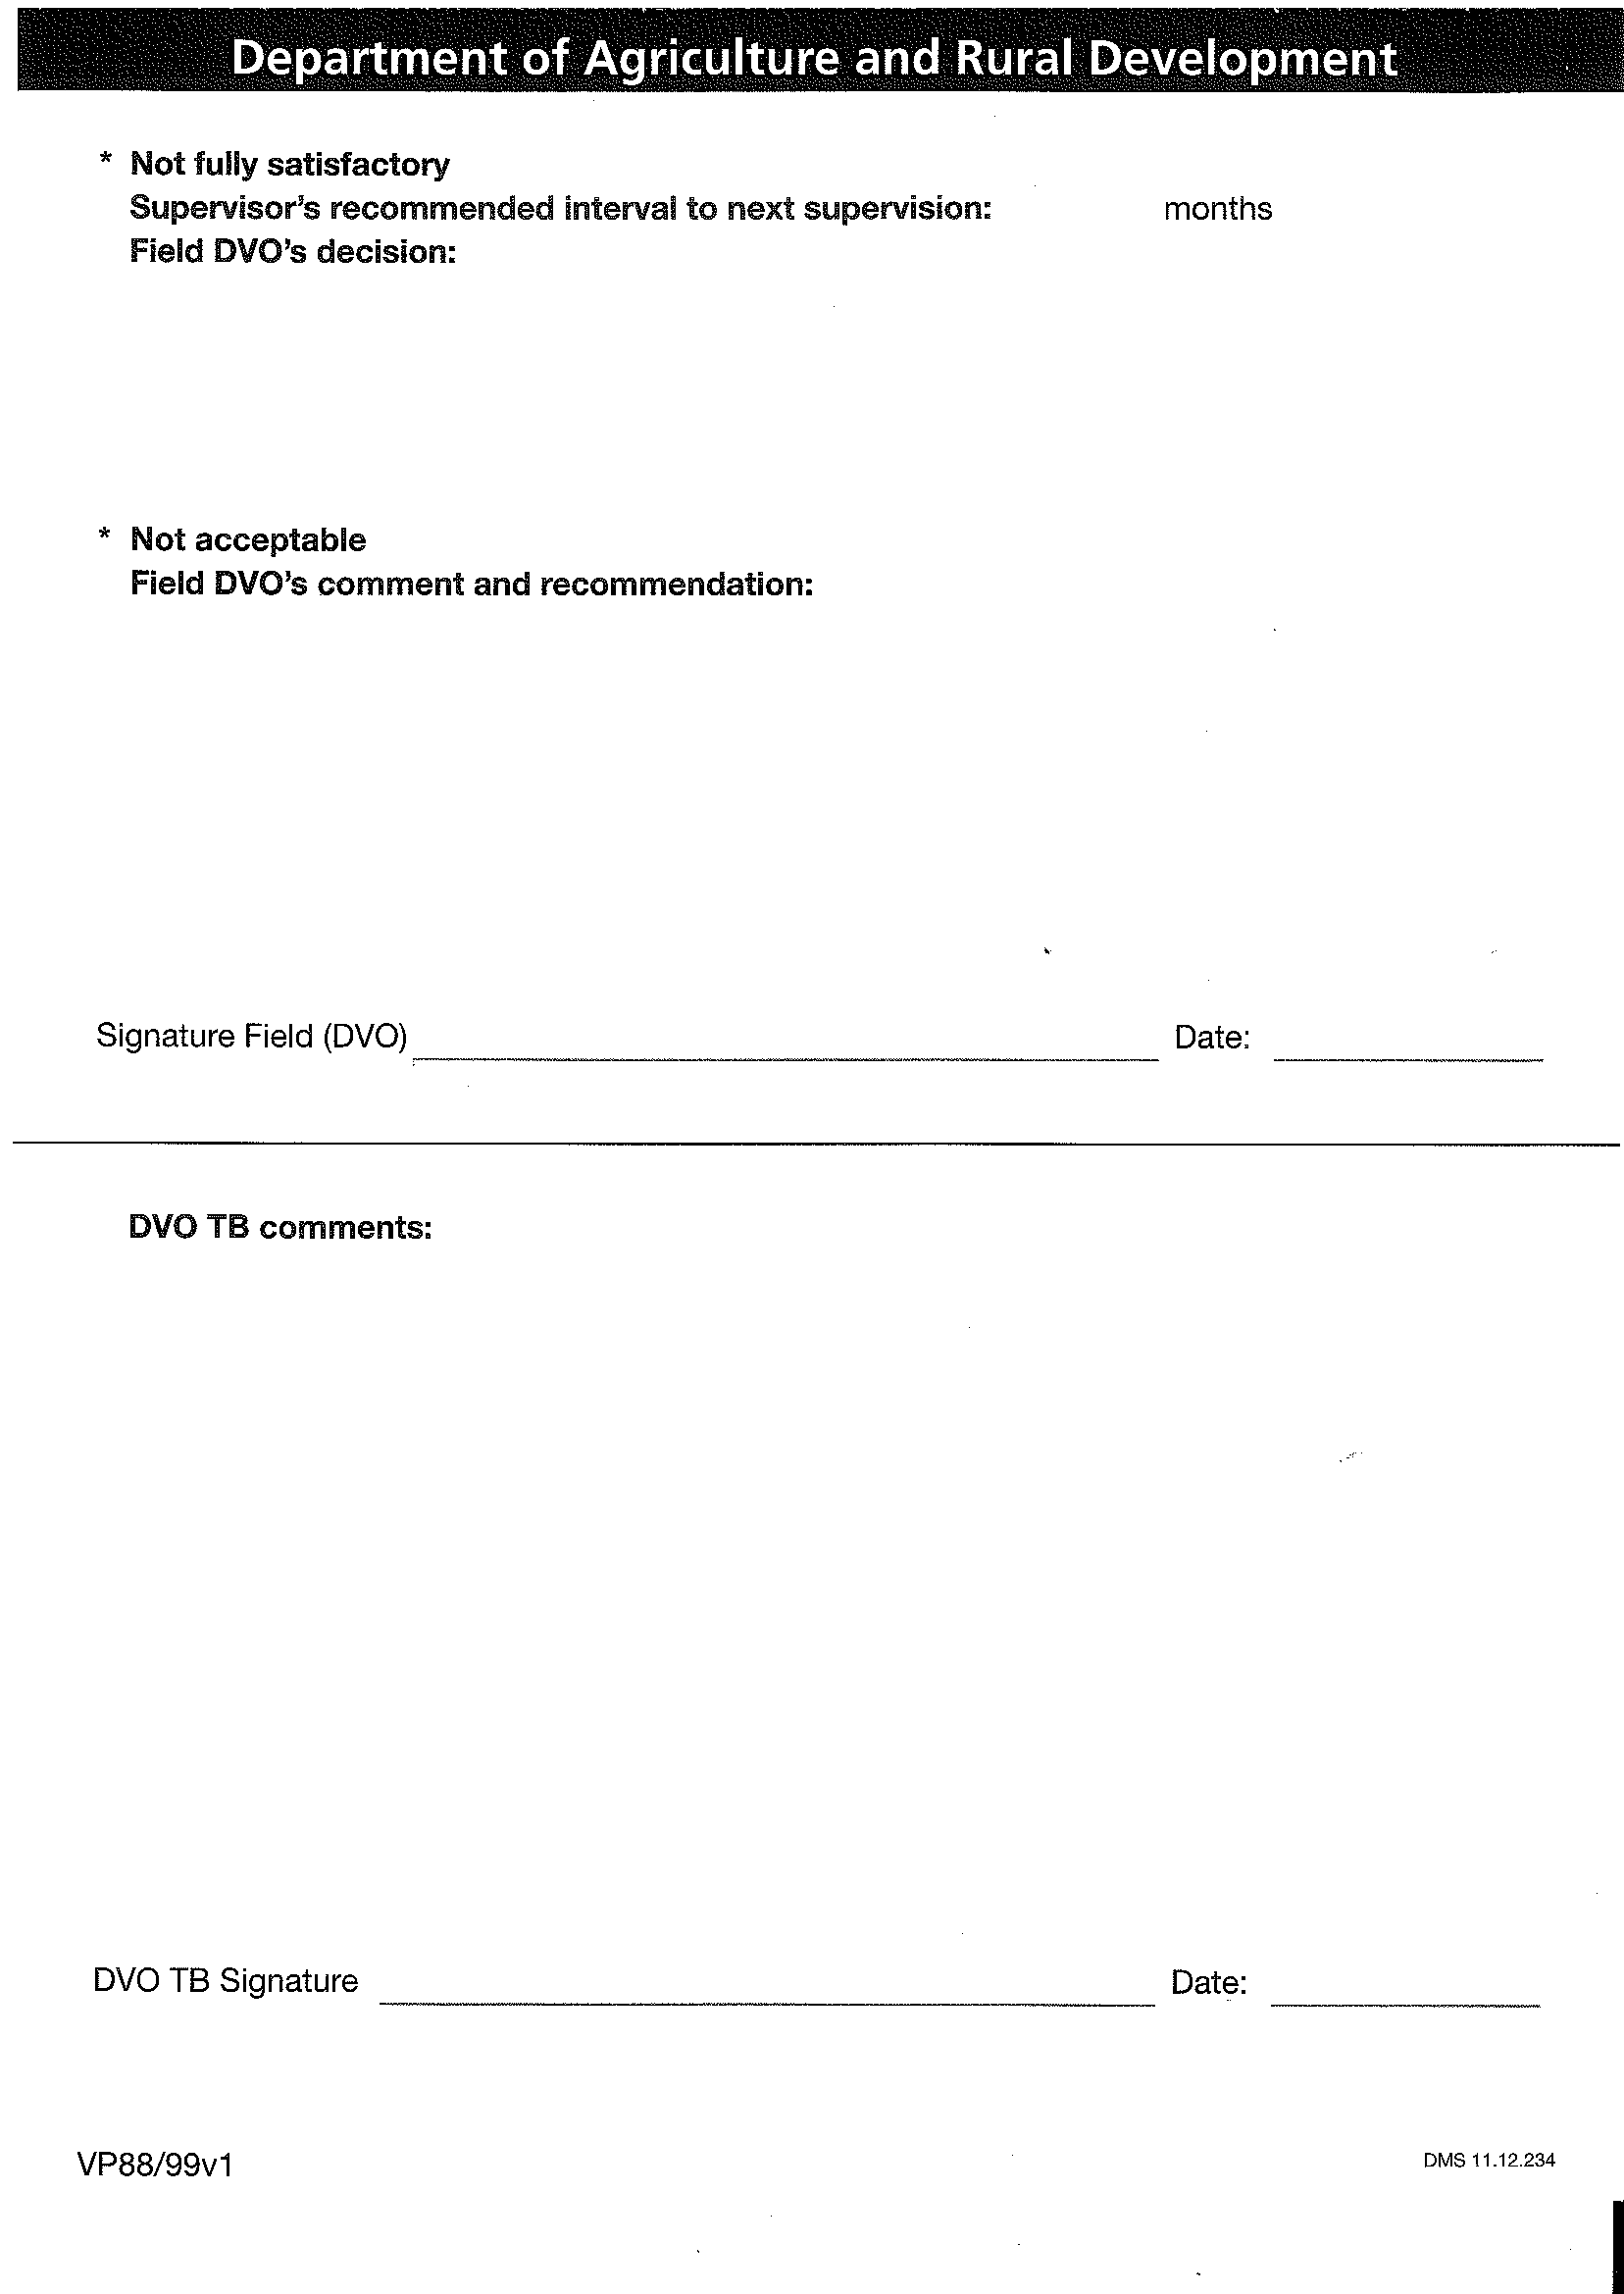 Department of Agriculture and Rural Development
* Not fully satisfactory
Supervisor's recommended interval to next supervision: months
Field DVO's decision:
* Not acceptable
Field DVO's comment and recommendation:
Signature Field (DVO) Date:
DVO TB comments:
DVO TB Signature Date:
VP88/99v1 DMS 11.12.234